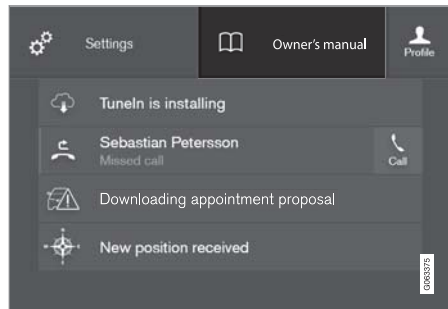 Settings
Owner's manual
Profile
TuneIn is installing
Sebastian Petersson
Missed call
Call
Downloading appointment proposal
New position received
G063375